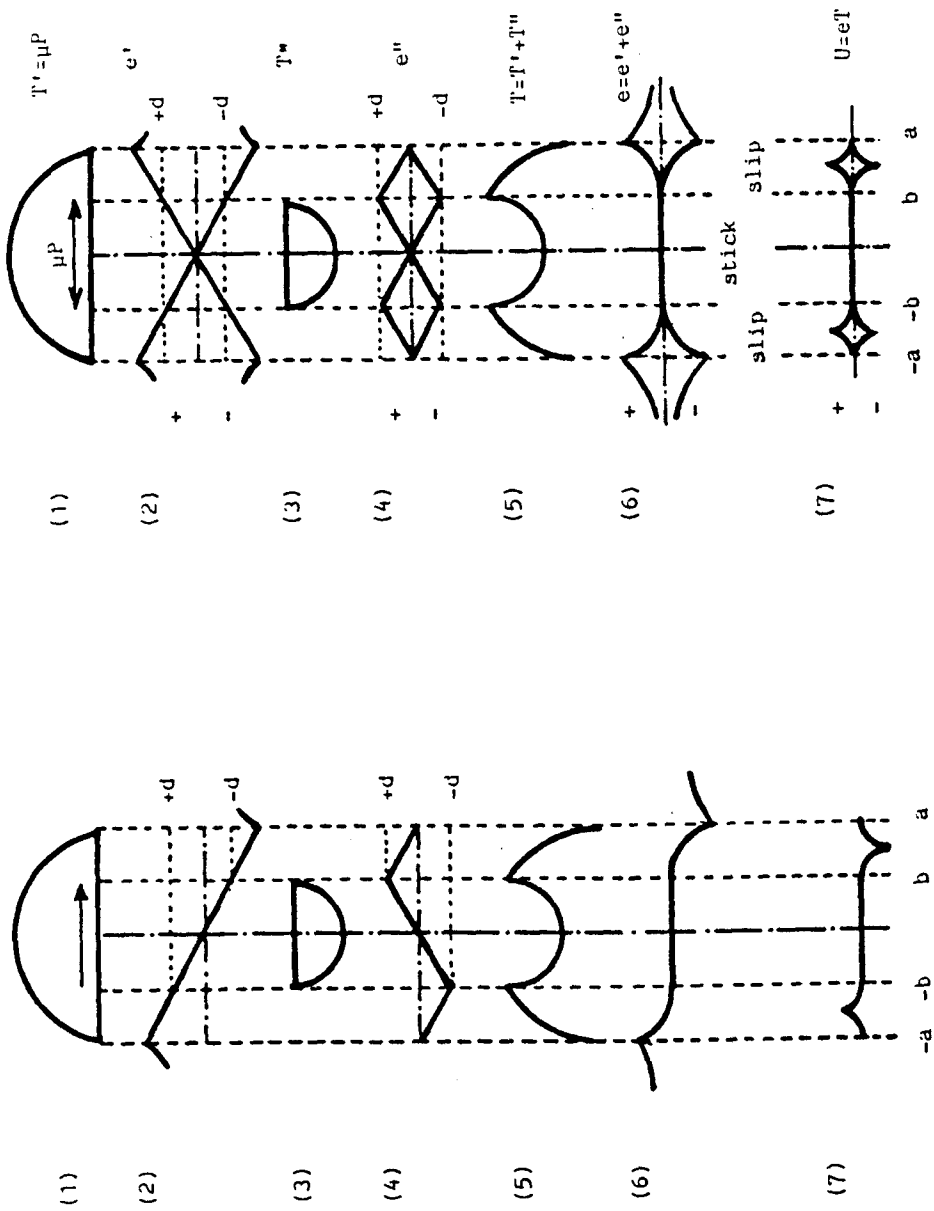 (1)
(2)
+d
-d
(3)
(4)
+d
-d
(5)
(6)
(7)
-a -b b a
(1)
μP
T'=μP
(2)
e'
+
+d
-
-d
(3)
T"
(4)
+
+d
e"
-
-d
(5)
T=T'+T"
(6)
+
-
e=e'+e"
slip stick slip
(7)
+
-
U=eT
-a -b b a